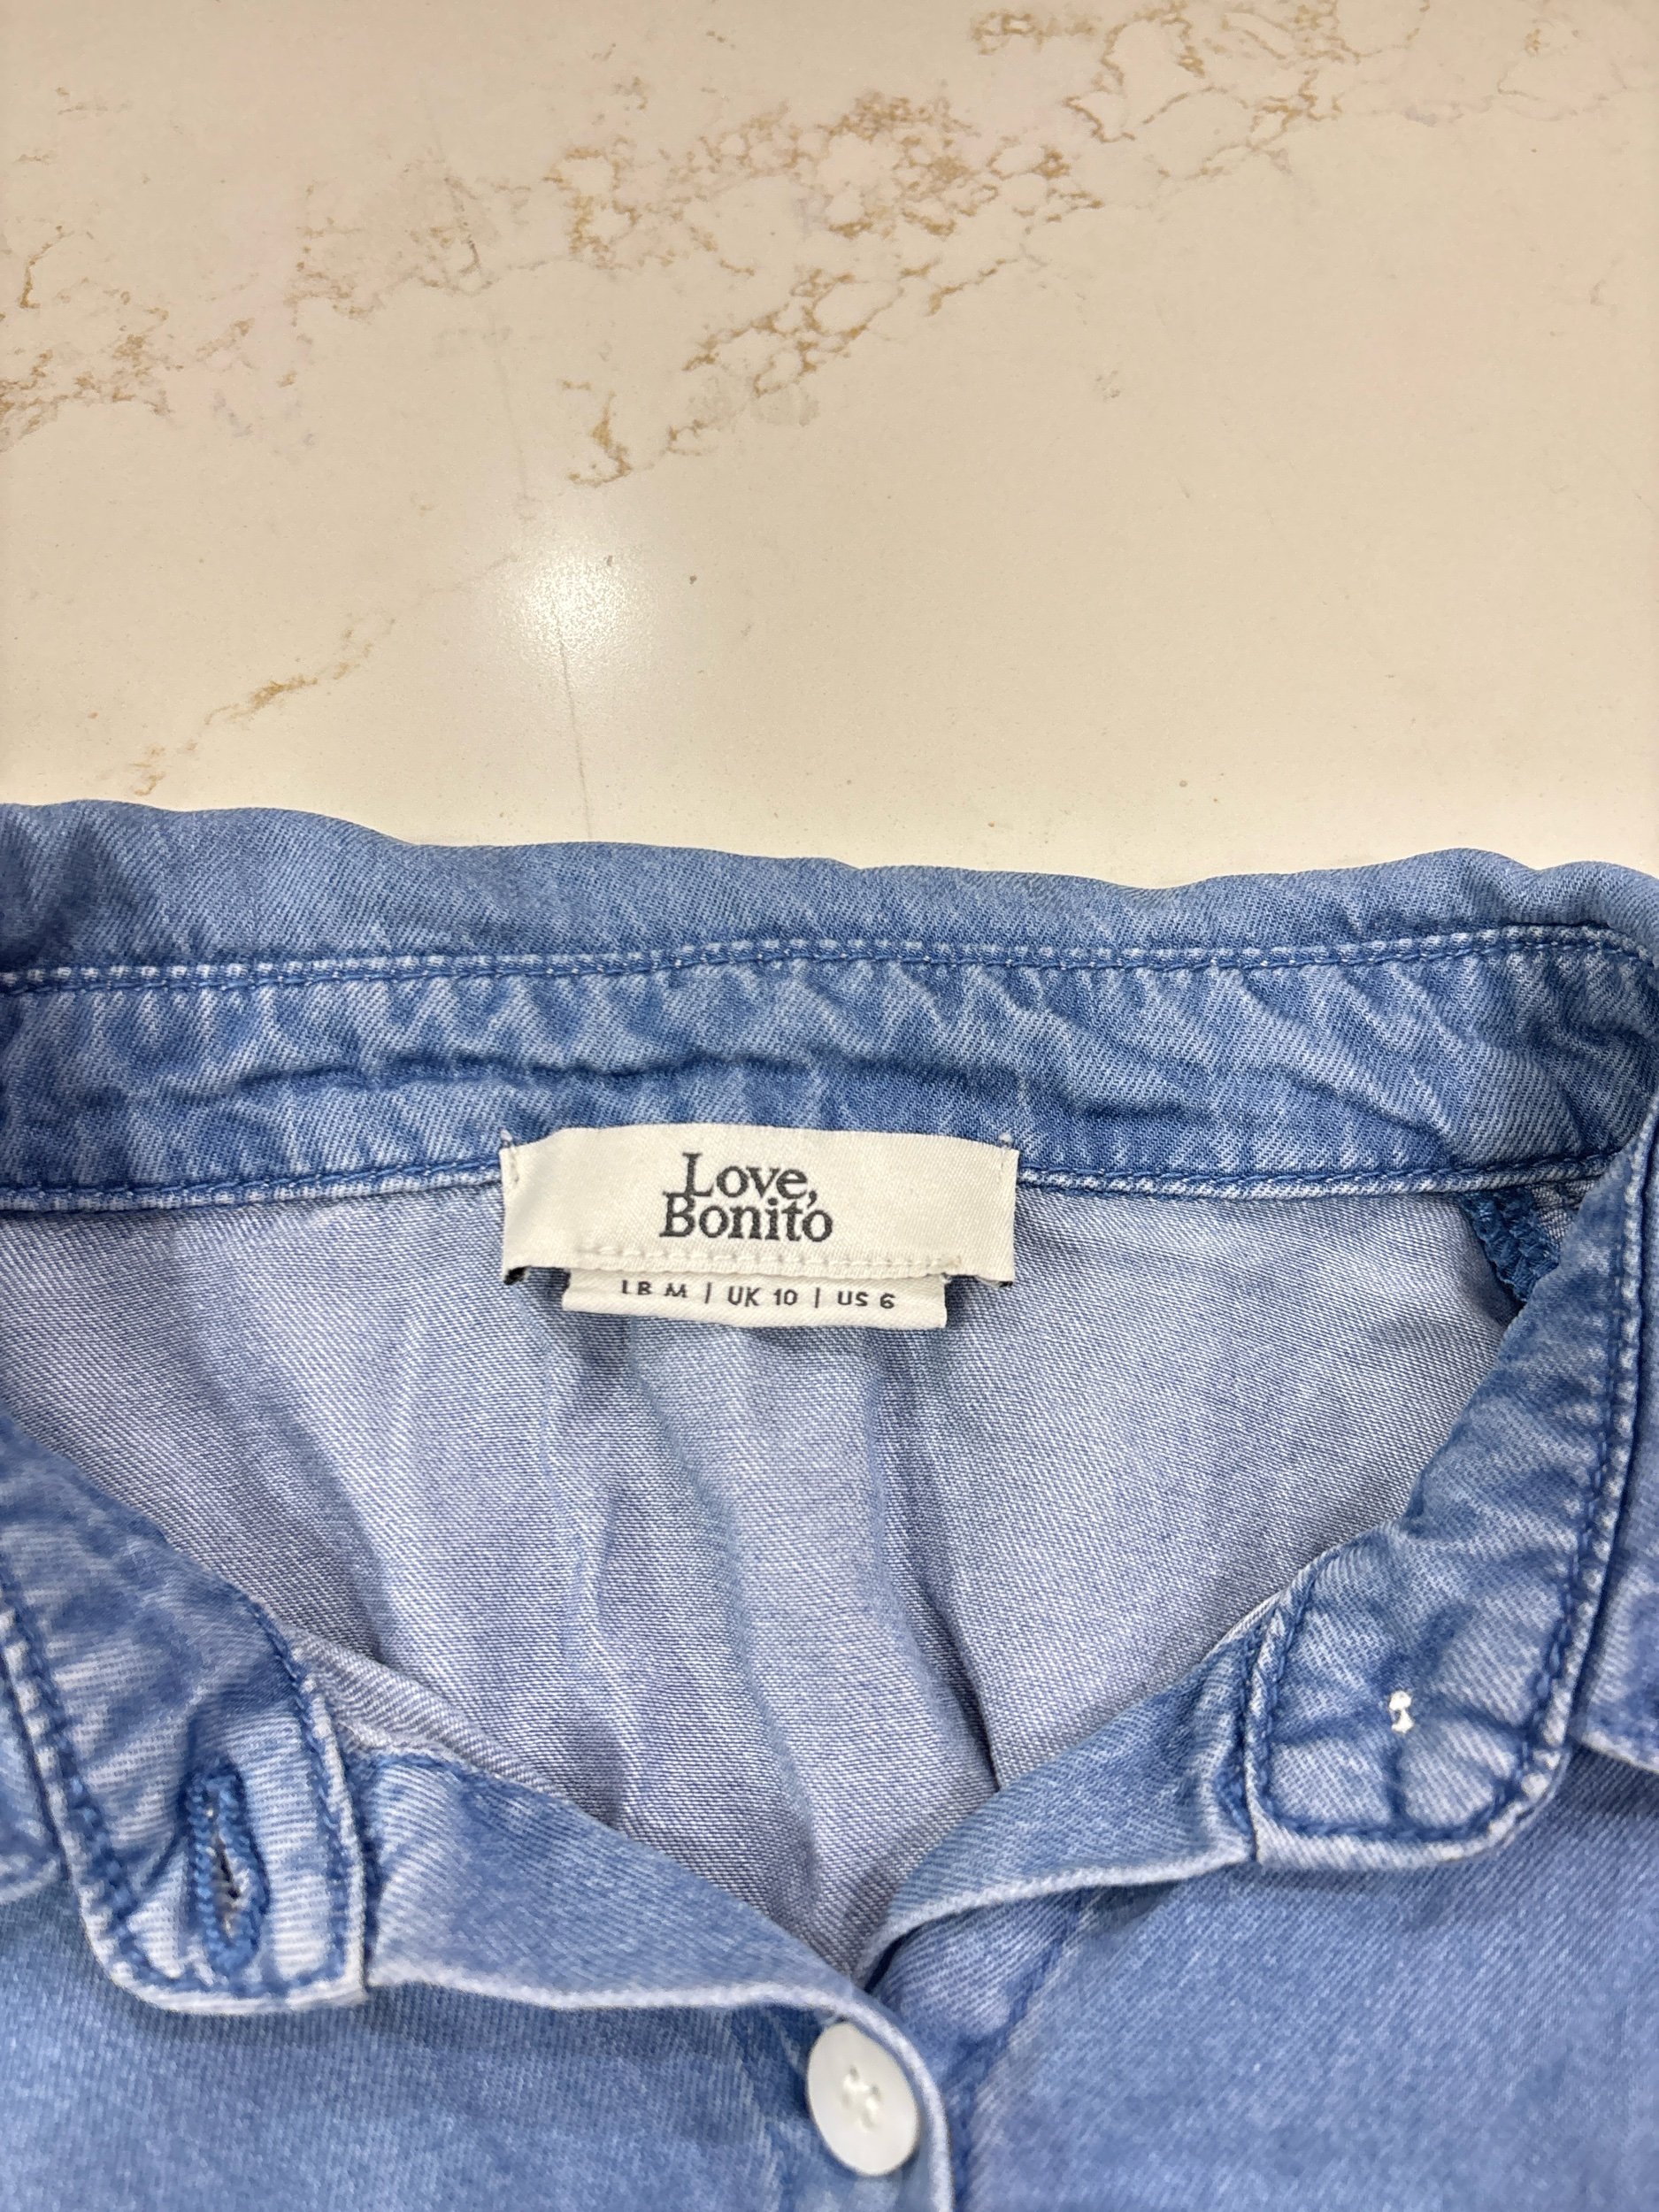 Love,
Bonito
LB M | UK 10 | US 6